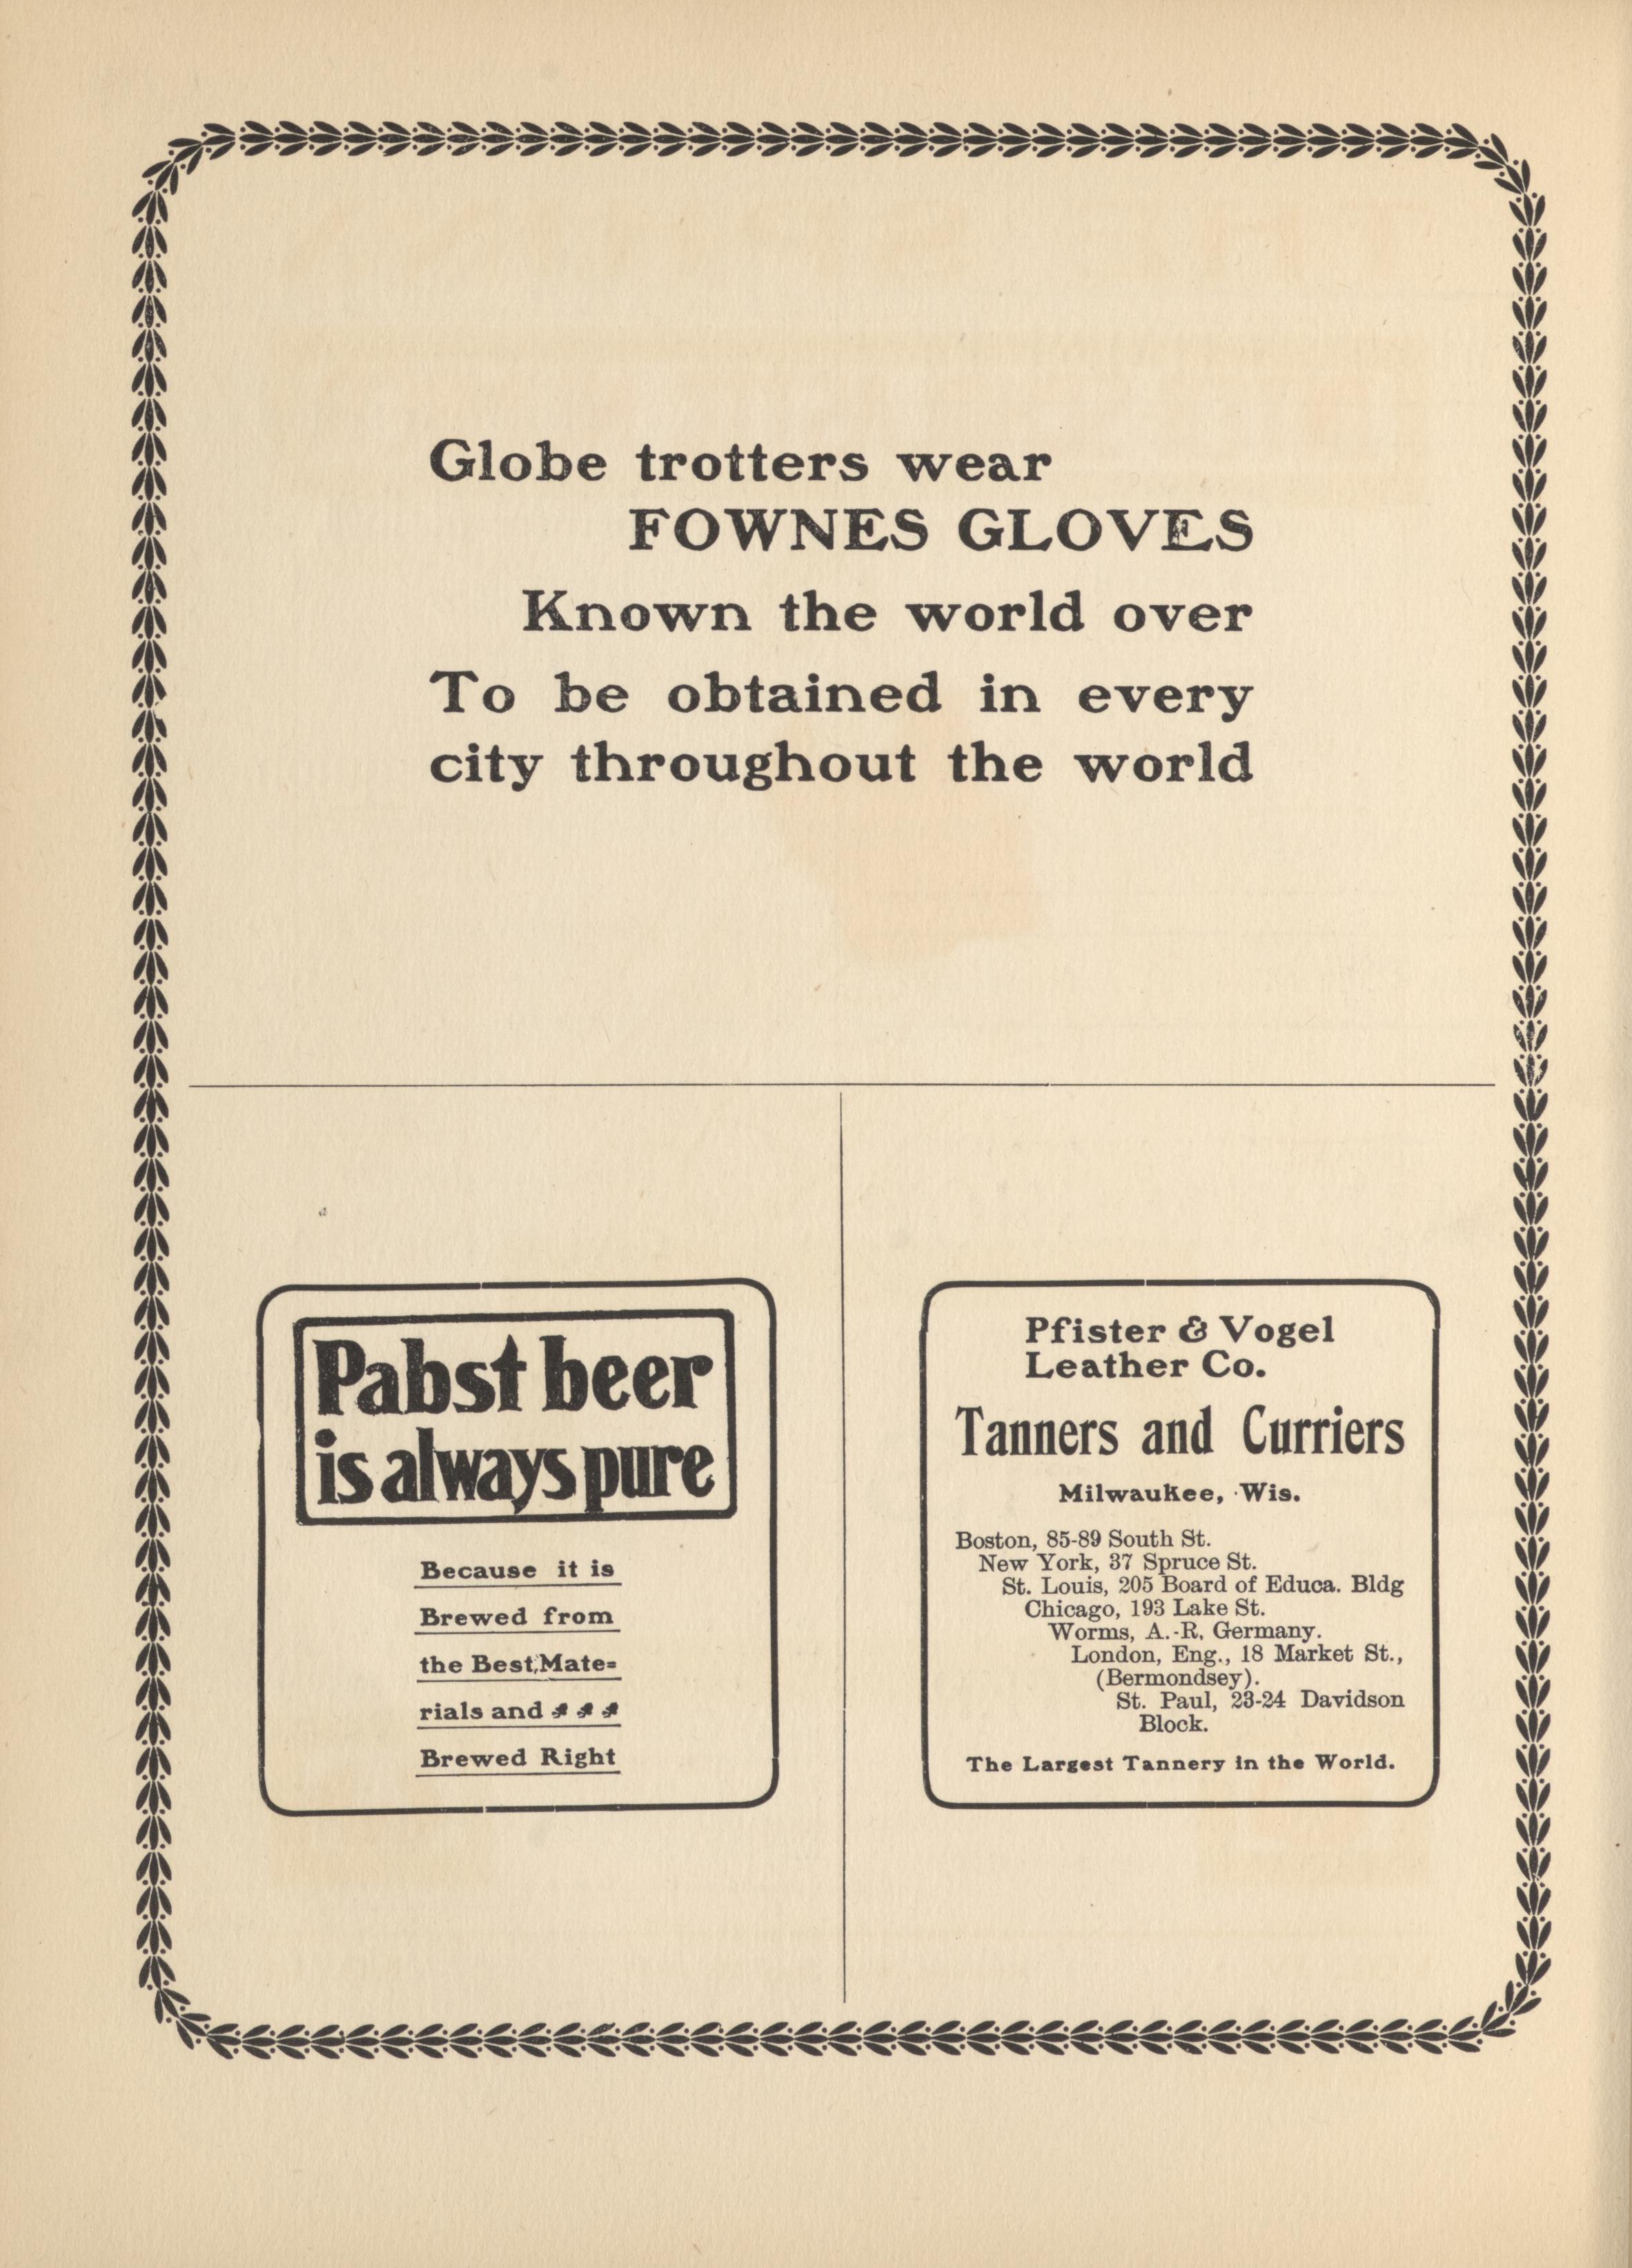 Globe trotters wear
FOWNES GLOVES
Known the world over
To be obtained in every
city throughout the world
Pabst beer
is always pure
Because it is
Brewed from
the Best Mate=
rials and
Brewed Right
Pfister & Vogel
Leather Co.
Tanners and Curriers
Milwaukee, Wis.
Boston, 85-89 South St.
New York, 37 Spruce St.
St. Louis, 205 Board of Educa. Bldg
Chicago, 193 Lake St.
Worms, A.-R, Germany.
London, Eng., 18 Market St.,
(Bermondsey).
St. Paul, 23-24 Davidson
Block.
The Largest Tannery in the World.